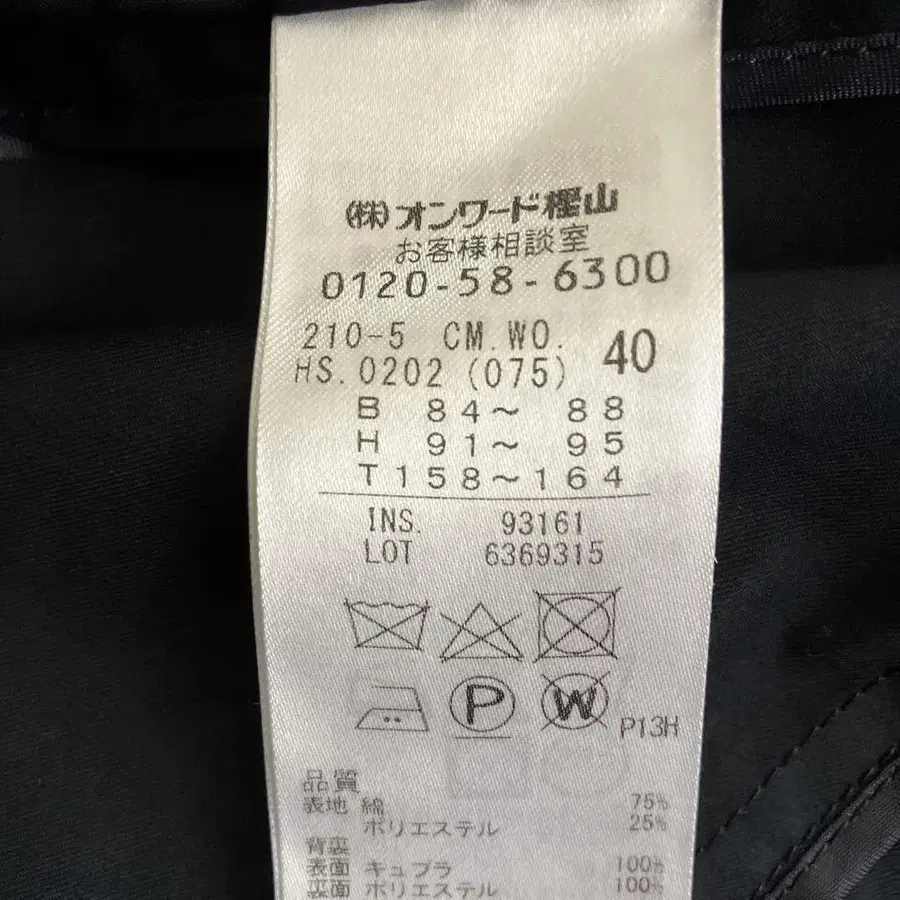 (株)オンワード樫山
お客様相談室
0120-58-6300
210-5 CM.WO. 40
HS.0202 (075)
B 84～ 88
H 91～ 95
T158～164
INS. 93161
LOT 6369315
P W P13H
品質
表地 綿 75%
ポリエステル 25%
背裏
表面 キュプラ 100%
裏面 ポリエステル 100%